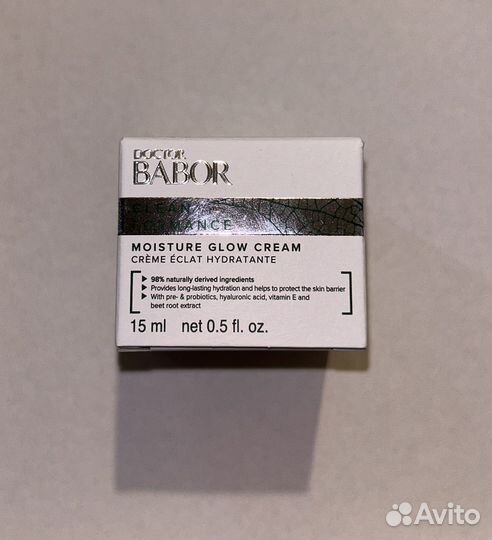 DOCTOR
BABOR
CLEAN
MOISTURE GLOW CREAM
CRÈME ÉCLAT HYDRATANTE
98% naturally derived ingredients
Provides long-lasting hydration and helps to protect the skin barrier
With pre- & probiotics, hyaluronic acid, vitamin E and
beet root extract
15 ml net 0.5 fl. oz.
Avito